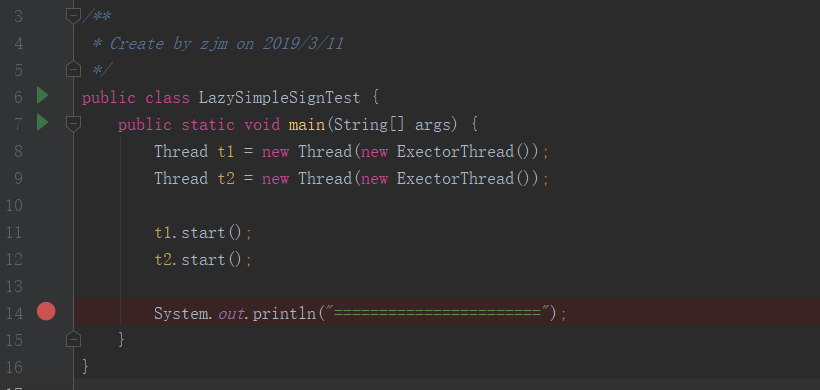 3 /**
4  * Create by zjm on 2019/3/11
5  */
6 public class LazySimpleSignTest {
7     public static void main(String[] args) {
8         Thread t1 = new Thread(new ExectorThread());
9         Thread t2 = new Thread(new ExectorThread());
10
11         t1.start();
12         t2.start();
13
14         System.out.println("=======================");
15     }
16 }